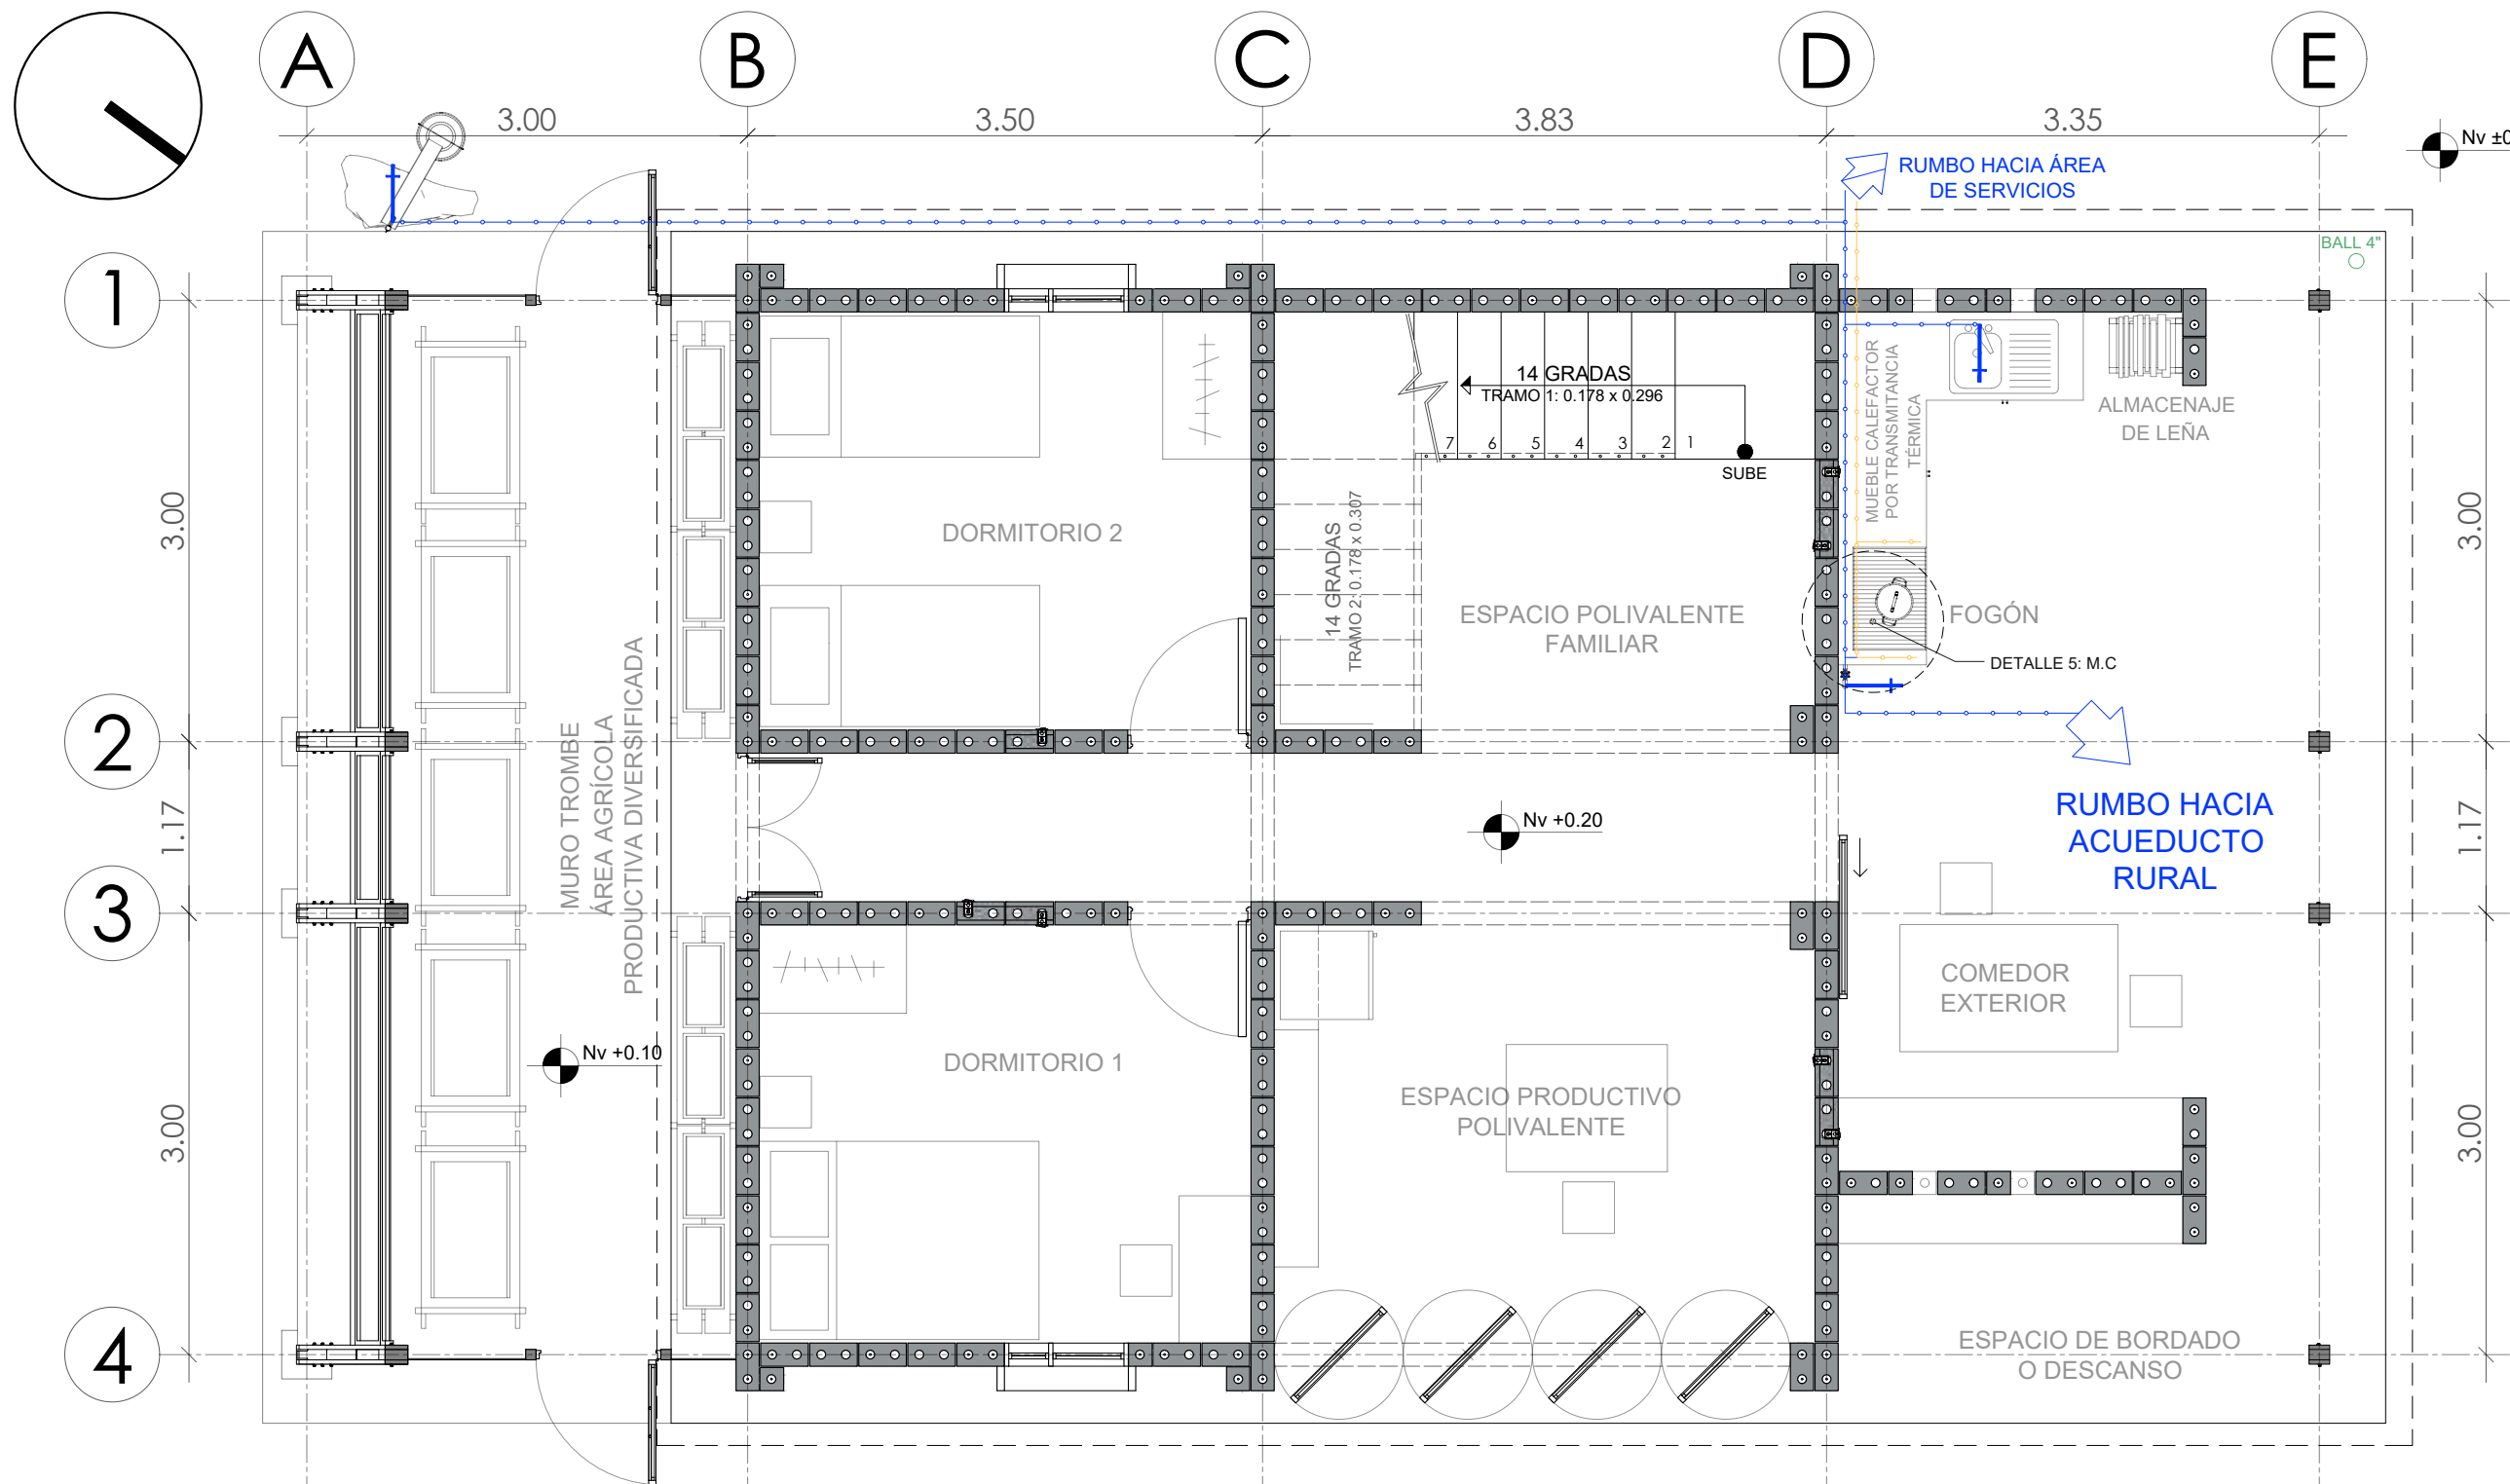 A
B
C
D
E
3.00
3.50
3.83
3.35
Nv ±0
RUMBO HACIA ÁREA
DE SERVICIOS
BALL 4"
1
14 GRADAS
TRAMO 1: 0.178 x 0.296
7
6
5
4
3
2
1
SUBE
MUEBLE CALEFACTOR
POR TRANSMITANCIA
TÉRMICA
ALMACENAJE
DE LEÑA
3.00
DORMITORIO 2
14 GRADAS
TRAMO 2: 0.178 x 0.307
ESPACIO POLIVALENTE
FAMILIAR
FOGÓN
DETALLE 5: M.C
3.00
2
MURO TROMBE
ÁREA AGRÍCOLA
PRODUCTIVA DIVERSIFICADA
1.17
Nv +0.20
RUMBO HACIA
ACUEDUCTO
RURAL
1.17
3
COMEDOR
EXTERIOR
Nv +0.10
DORMITORIO 1
ESPACIO PRODUCTIVO
POLIVALENTE
3.00
3.00
4
ESPACIO DE BORDADO
O DESCANSO